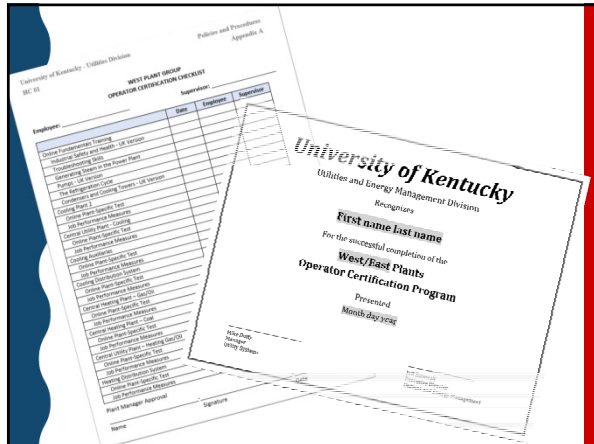 University of Kentucky - Utilities Division
Policies and Procedures
HC 01
Appendix A
WEST PLANT GROUP
OPERATOR CERTIFICATION CHECKLIST
Employee:
Supervisor:
Date Employee Supervisor
Online Fundamentals Training
Industrial Safety and Health - UK Version
Troubleshooting Skills
Generating Steam in the Power Plant
Pumps - UK Version
The Refrigeration Cycle
Condensers and Cooling Towers - UK Version
Cooling Plant 2
Online Plant-Specific Test
Job Performance Measures
Central Utility Plant - Cooling
Online Plant-Specific Test
Job Performance Measures
Cooling Auxiliaries
Online Plant-Specific Test
Job Performance Measures
Cooling Distribution System
Online Plant-Specific Test
Job Performance Measures
Central Heating Plant – Gas/Oil
Online Plant-Specific Test
Job Performance Measures
Central Heating Plant – Coal
Online Plant-Specific Test
Job Performance Measures
Central Utility Plant – Heating Gas/Oil
Online Plant-Specific Test
Job Performance Measures
Heating Distribution System
Online Plant-Specific Test
Job Performance Measures
Plant Manager Approval
Name
Signature
University of Kentucky
Utilities and Energy Management Division
Recognizes
First name last name
For the successful completion of the
West/East Plants
Operator Certification Program
Presented
Month day year
Manager
Utility Systems
Management